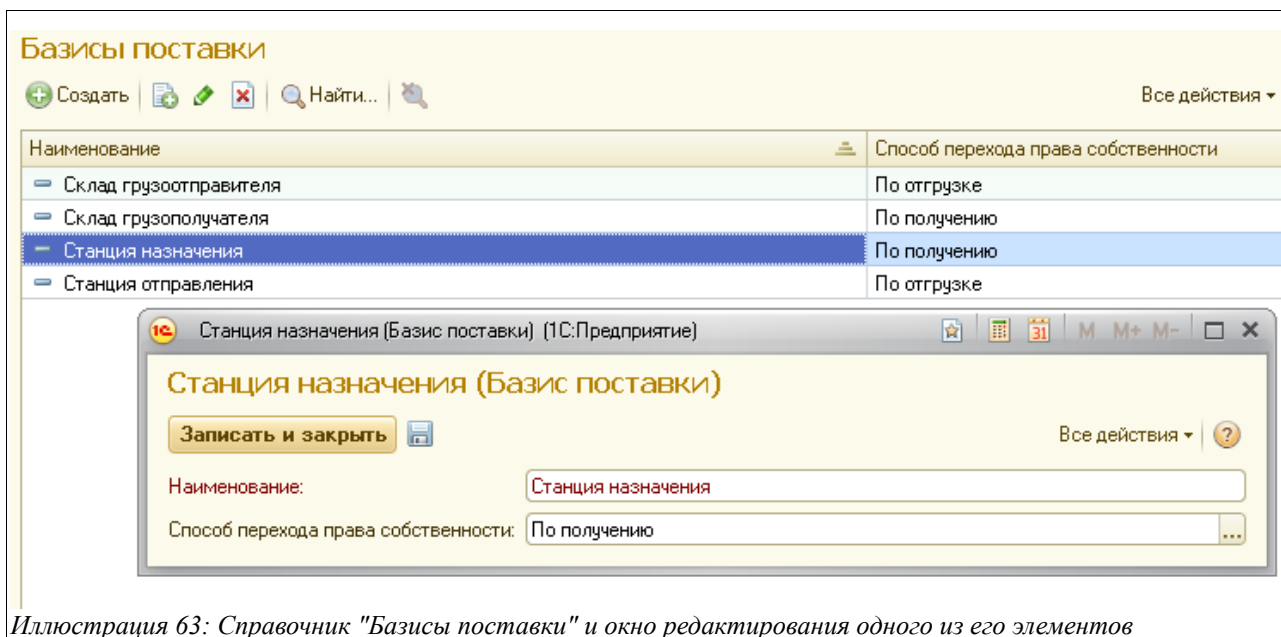 Базисы поставки
Создать Найти... Все действия
Наименование Способ перехода права собственности
Склад грузоотправителя По отгрузке
Склад грузополучателя По получению
Станция назначения По получению
Станция отправления По отгрузке
1С Станция назначения (Базис поставки) (1С:Предприятие) 31 M M+ M-
Станция назначения (Базис поставки)
Записать и закрыть Все действия ?
Наименование: Станция назначения
Способ перехода права собственности: По получению ...
Иллюстрация 63: Справочник "Базисы поставки" и окно редактирования одного из его элементов